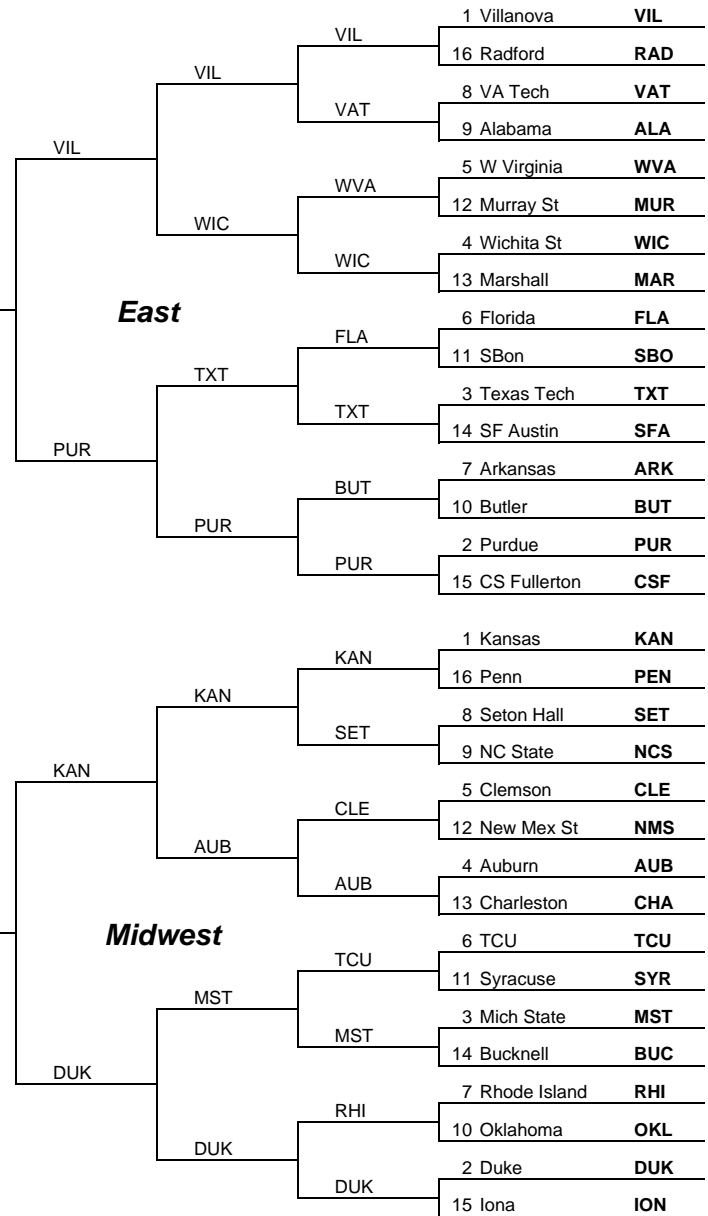 1 Villanova VIL
VIL
16 Radford RAD
VIL
8 VA Tech VAT
VAT
9 Alabama ALA
VIL
5 W Virginia WVA
WVA
12 Murray St MUR
WIC
4 Wichita St WIC
WIC
13 Marshall MAR
East
6 Florida FLA
FLA
11 SBon SBO
TXT
3 Texas Tech TXT
TXT
14 SF Austin SFA
PUR
7 Arkansas ARK
BUT
10 Butler BUT
PUR
2 Purdue PUR
PUR
15 CS Fullerton CSF
1 Kansas KAN
KAN
16 Penn PEN
KAN
8 Seton Hall SET
SET
9 NC State NCS
KAN
5 Clemson CLE
CLE
12 New Mex St NMS
AUB
4 Auburn AUB
AUB
13 Charleston CHA
Midwest
6 TCU TCU
TCU
11 Syracuse SYR
MST
3 Mich State MST
MST
14 Bucknell BUC
DUK
7 Rhode Island RHI
RHI
10 Oklahoma OKL
DUK
2 Duke DUK
DUK
15 Iona ION